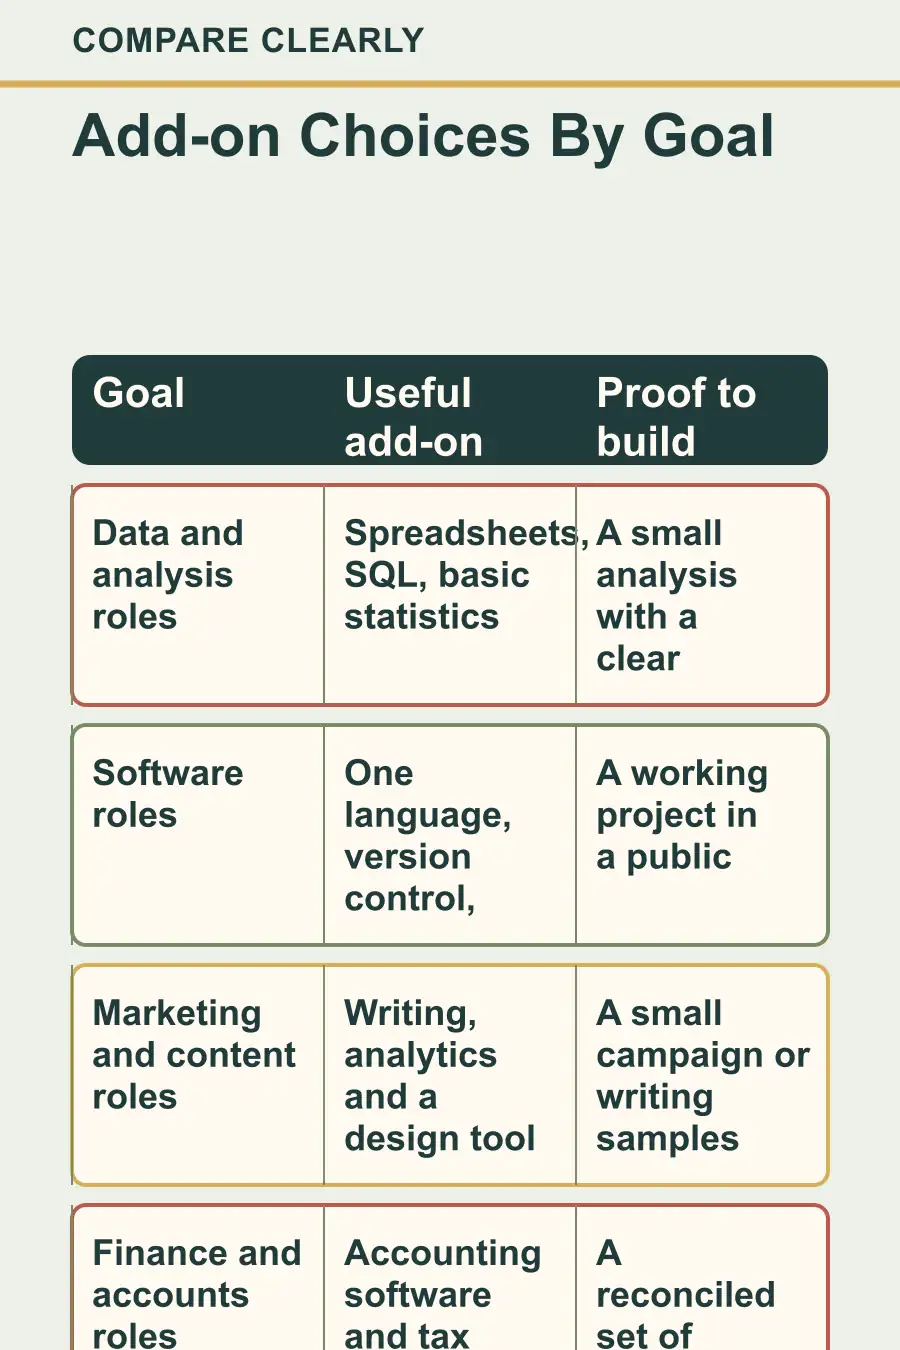 COMPARE CLEARLY
Add-on Choices By Goal
Goal
Useful
add-on
Proof to
build
Data and
analysis
roles
Spreadsheets,
SQL, basic
statistics
A small
analysis
with a
clear
Software
roles
One
language,
version
control,
A working
project in
a public
Marketing
and content
roles
Writing,
analytics
and a
design tool
A small
campaign or
writing
samples
Finance and
accounts
roles
Accounting
software
and tax
A
reconciled
set of